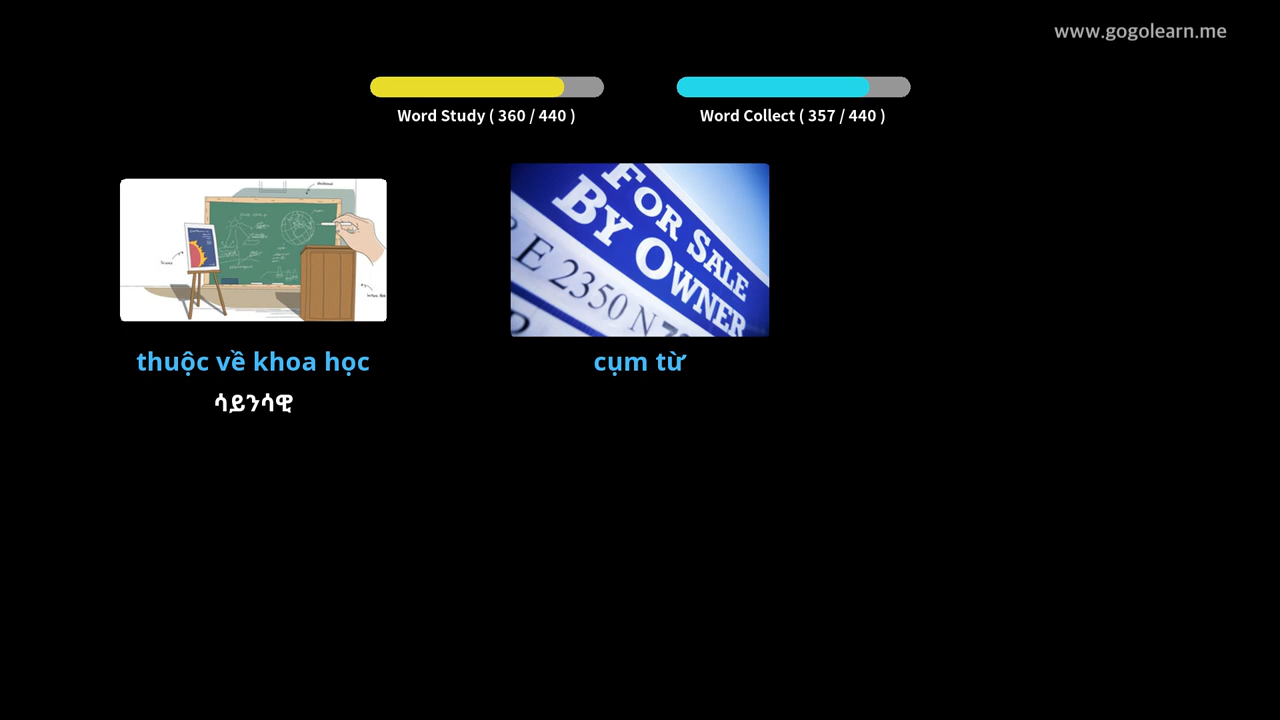 www.gogolearn.me
Word Study ( 360 / 440 )
Word Collect ( 357 / 440 )
FOR SALE
BY OWNER
E 2350 N
thuộc về khoa học
cụm từ
ሳይንሳዊ